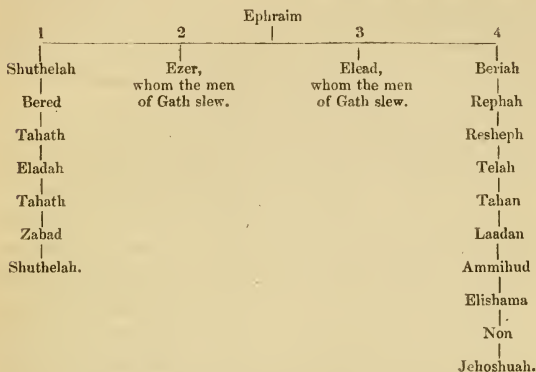 Ephraim
1 2 3 4
Shuthelah Ezer, Elead, Beriah
whom the men whom the men
Bered of Gath slew. of Gath slew. Rephah
Tahath Resheph
Eladah Telah
Tahath Tahan
Zabad Laadan
Shuthelah. Ammihud
Elishama
Non
Jehoshuah.